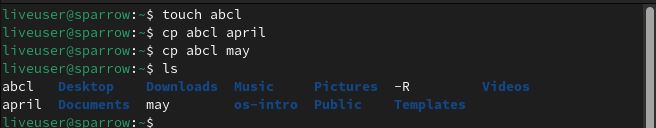 liveuser@sparrow:~$ touch abcl
liveuser@sparrow:~$ cp abcl april
liveuser@sparrow:~$ cp abcl may
liveuser@sparrow:~$ ls
abcl Desktop Downloads Music Pictures -R Videos
april Documents may os-intro Public Templates
liveuser@sparrow:~$